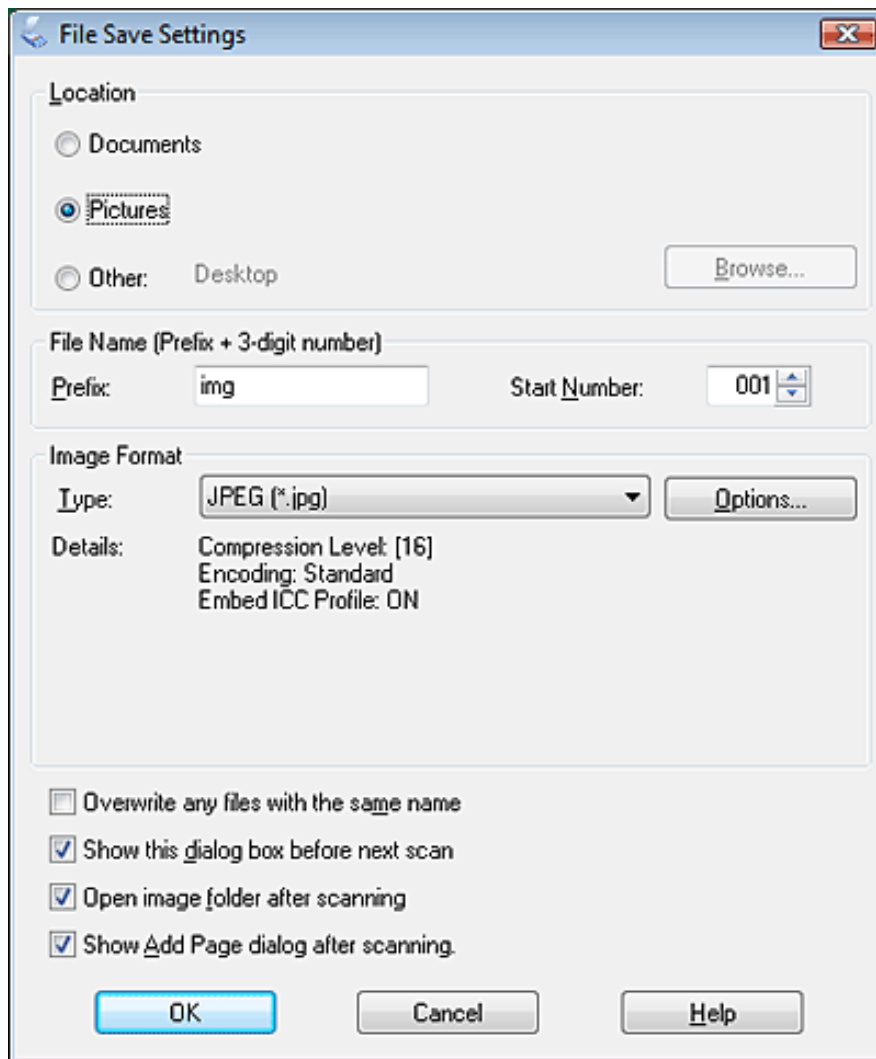 File Save Settings
Location
Documents
Pictures
Other: Desktop Browse...
File Name (Prefix + 3-digit number)
Prefix: img Start Number: 001
Image Format
Type: JPEG (*.jpg) Options...
Details: Compression Level: [16]
Encoding: Standard
Embed ICC Profile: ON
Overwrite any files with the same name
Show this dialog box before next scan
Open image folder after scanning
Show Add Page dialog after scanning.
OK Cancel Help